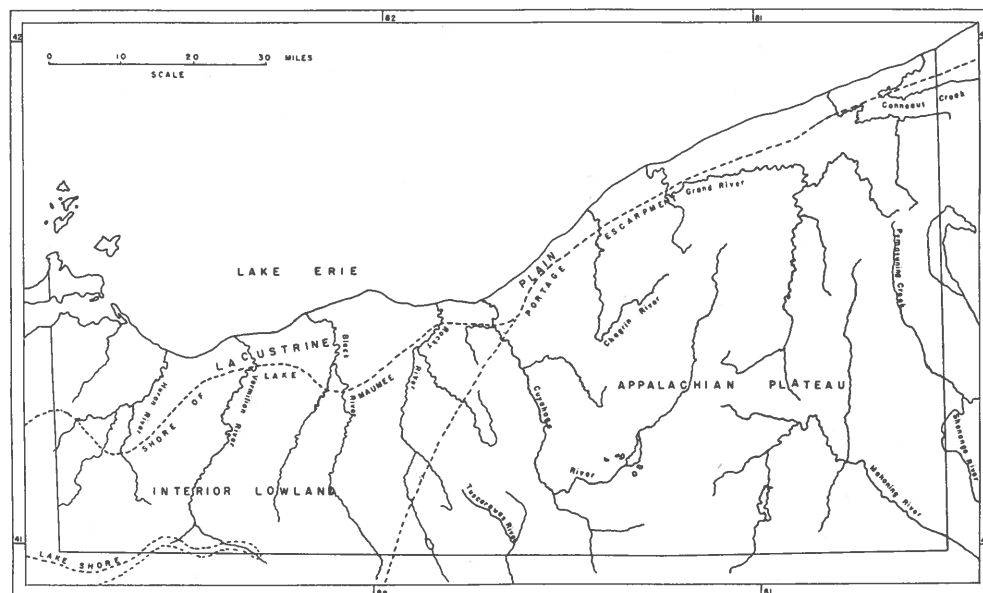 82
81
42
0 10 20 30 MILES
SCALE
Conneaut Creek
Grand River
ESCARPMENT
PORTAGE
PLAIN
LAKE ERIE
Pymatuning Creek
Chagrin River
LACUSTRINE
Black River
Rocky River
SHORE OF LAKE MAUMEE
Huron River
Vermilion River
APPALACHIAN PLATEAU
Cuyahoga River
Shenango River
INTERIOR LOWLAND
Tuscarawas River
Mahoning River
41
LAKE SHORE
81